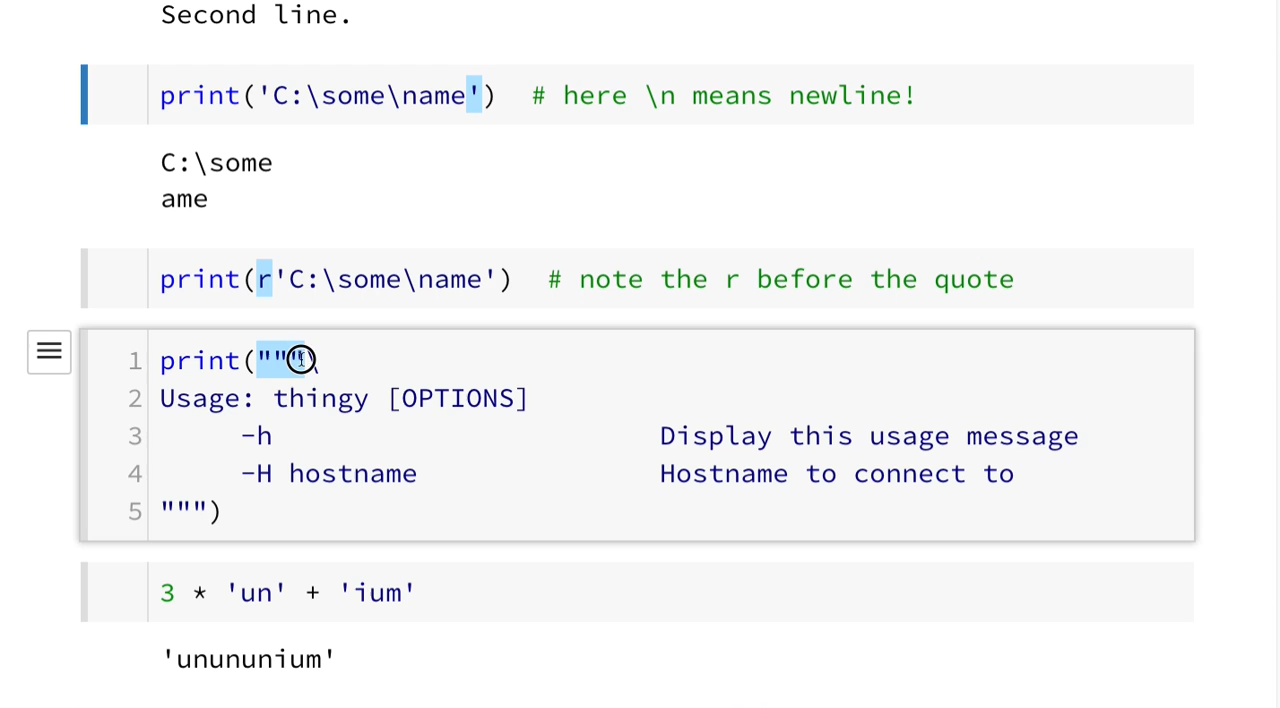 Second line.
print('C:\some\name')  # here \n means newline!
C:\some
ame
print(r'C:\some\name')  # note the r before the quote
1 print("""\
2 Usage: thingy [OPTIONS]
3      -h                        Display this usage message
4      -H hostname               Hostname to connect to
5 """)
3 * 'un' + 'ium'
'unununium'